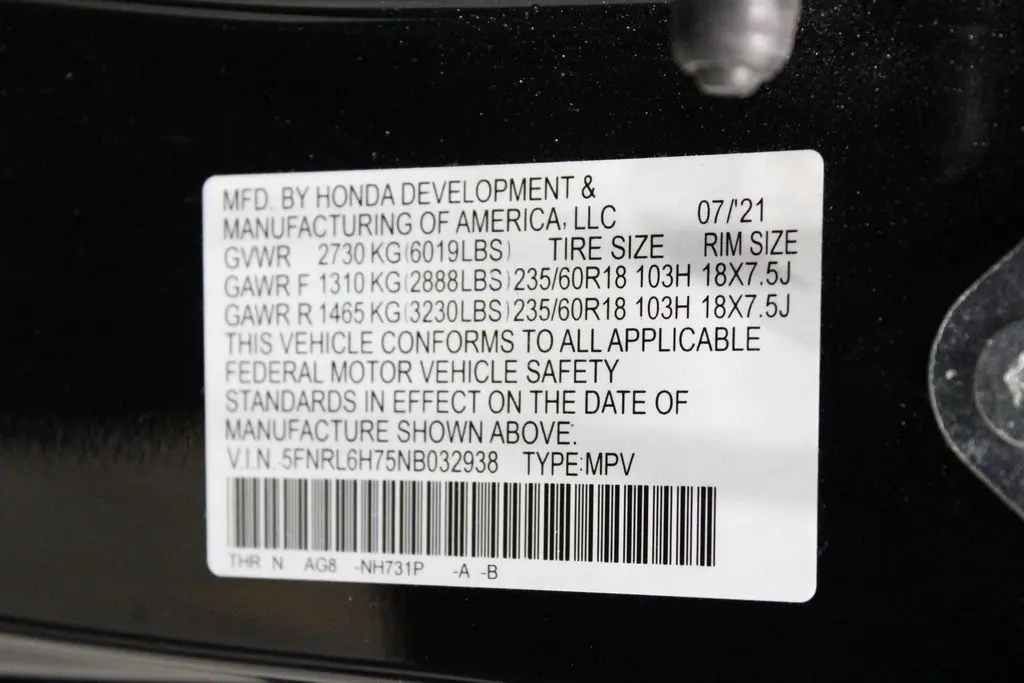 MFD. BY HONDA DEVELOPMENT &
MANUFACTURING OF AMERICA, LLC 07/'21
GVWR 2730 KG(6019LBS) TIRE SIZE RIM SIZE
GAWR F 1310 KG(2888LBS)235/60R18 103H 18X7.5J
GAWR R 1465 KG(3230LBS)235/60R18 103H 18X7.5J
THIS VEHICLE CONFORMS TO ALL APPLICABLE
FEDERAL MOTOR VEHICLE SAFETY
STANDARDS IN EFFECT ON THE DATE OF
MANUFACTURE SHOWN ABOVE:
V.I.N.-5FNRL6H75NB032938 TYPE:MPV
THR N AG8 -NH731P -A -B